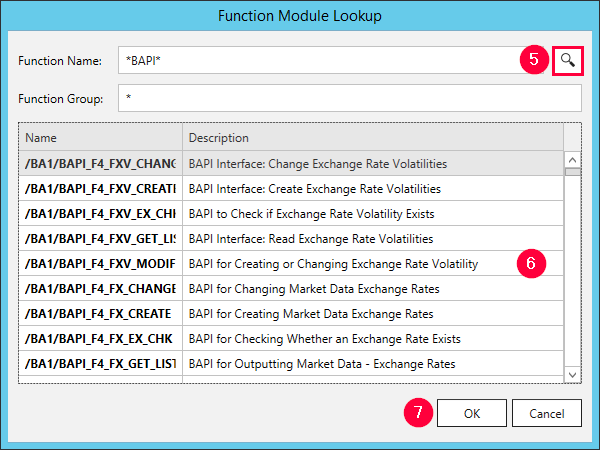 Function Module Lookup
Function Name: *BAPI* 5
Function Group: *
Name Description
/BA1/BAPI_F4_FXV_CHANG BAPI Interface: Change Exchange Rate Volatilities
/BA1/BAPI_F4_FXV_CREATE BAPI Interface: Create Exchange Rate Volatilities
/BA1/BAPI_F4_FXV_EX_CHK BAPI to Check if Exchange Rate Volatility Exists
/BA1/BAPI_F4_FXV_GET_LIS BAPI Interface: Read Exchange Rate Volatilities
/BA1/BAPI_F4_FXV_MODIF BAPI for Creating or Changing Exchange Rate Volatility 6
/BA1/BAPI_F4_FX_CHANGE BAPI for Changing Market Data Exchange Rates
/BA1/BAPI_F4_FX_CREATE BAPI for Creating Market Data Exchange Rates
/BA1/BAPI_F4_FX_EX_CHK BAPI for Checking Whether an Exchange Rate Exists
/BA1/BAPI_F4_FX_GET_LIST BAPI for Outputting Market Data - Exchange Rates
7 OK Cancel